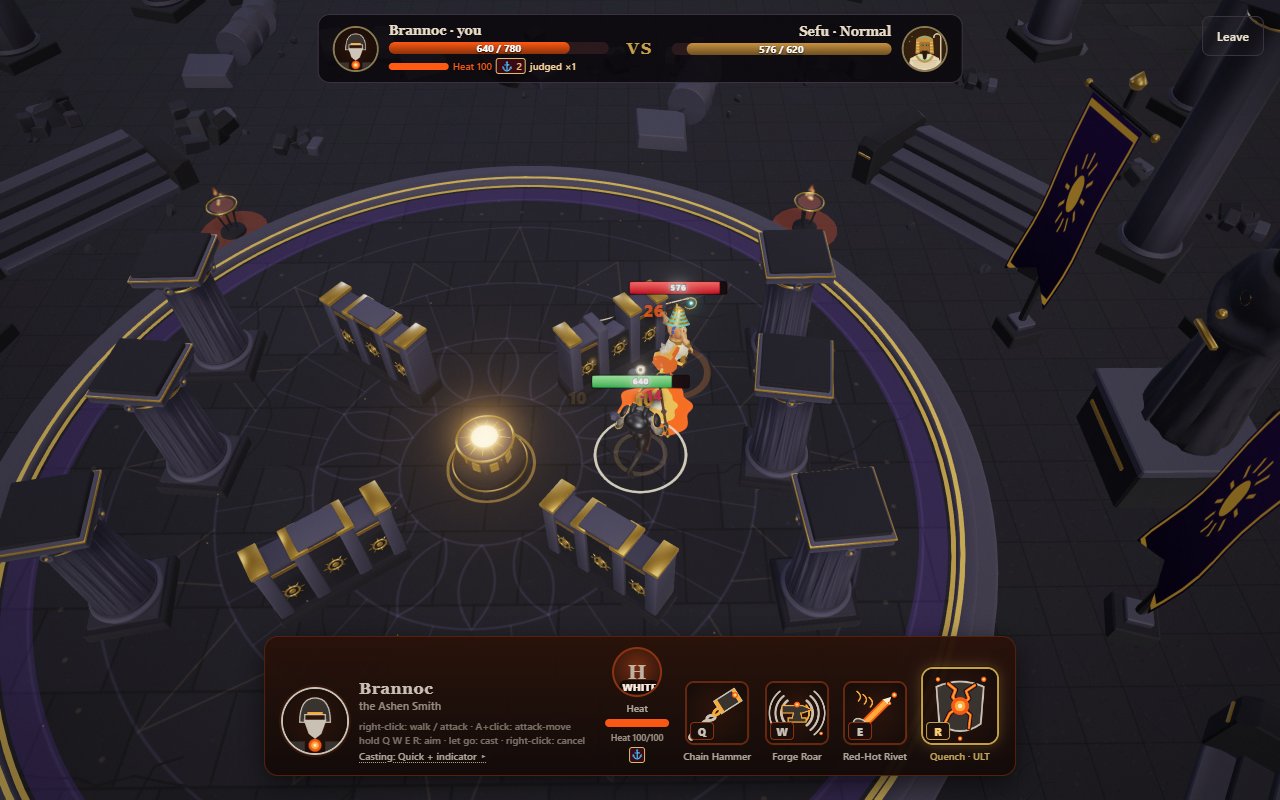 Brannoc · you
640 / 780
Heat 100
2
judged ×1
VS
Sefu · Normal
576 / 620
Leave
576
26
640
10
Brannoc
the Ashen Smith
right-click: walk / attack · A+click: attack-move
hold Q W E R: aim · let go: cast · right-click: cancel
Casting: Quick + indicator
H
WHITE
Heat
Heat 100/100
Q
Chain Hammer
W
Forge Roar
E
Red-Hot Rivet
R
Quench · ULT